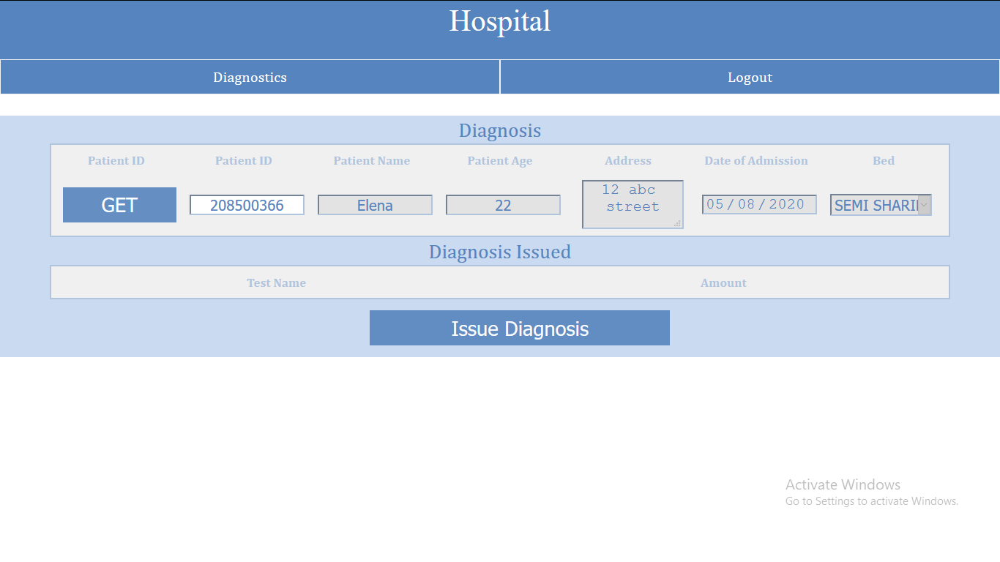 Hospital
Diagnostics Logout
Diagnosis
Patient ID Patient ID Patient Name Patient Age Address Date of Admission Bed
GET 208500366 Elena 22 12 abc street 05/08/2020 SEMI SHARI
Diagnosis Issued
Test Name Amount
Issue Diagnosis
Activate Windows
Go to Settings to activate Windows.